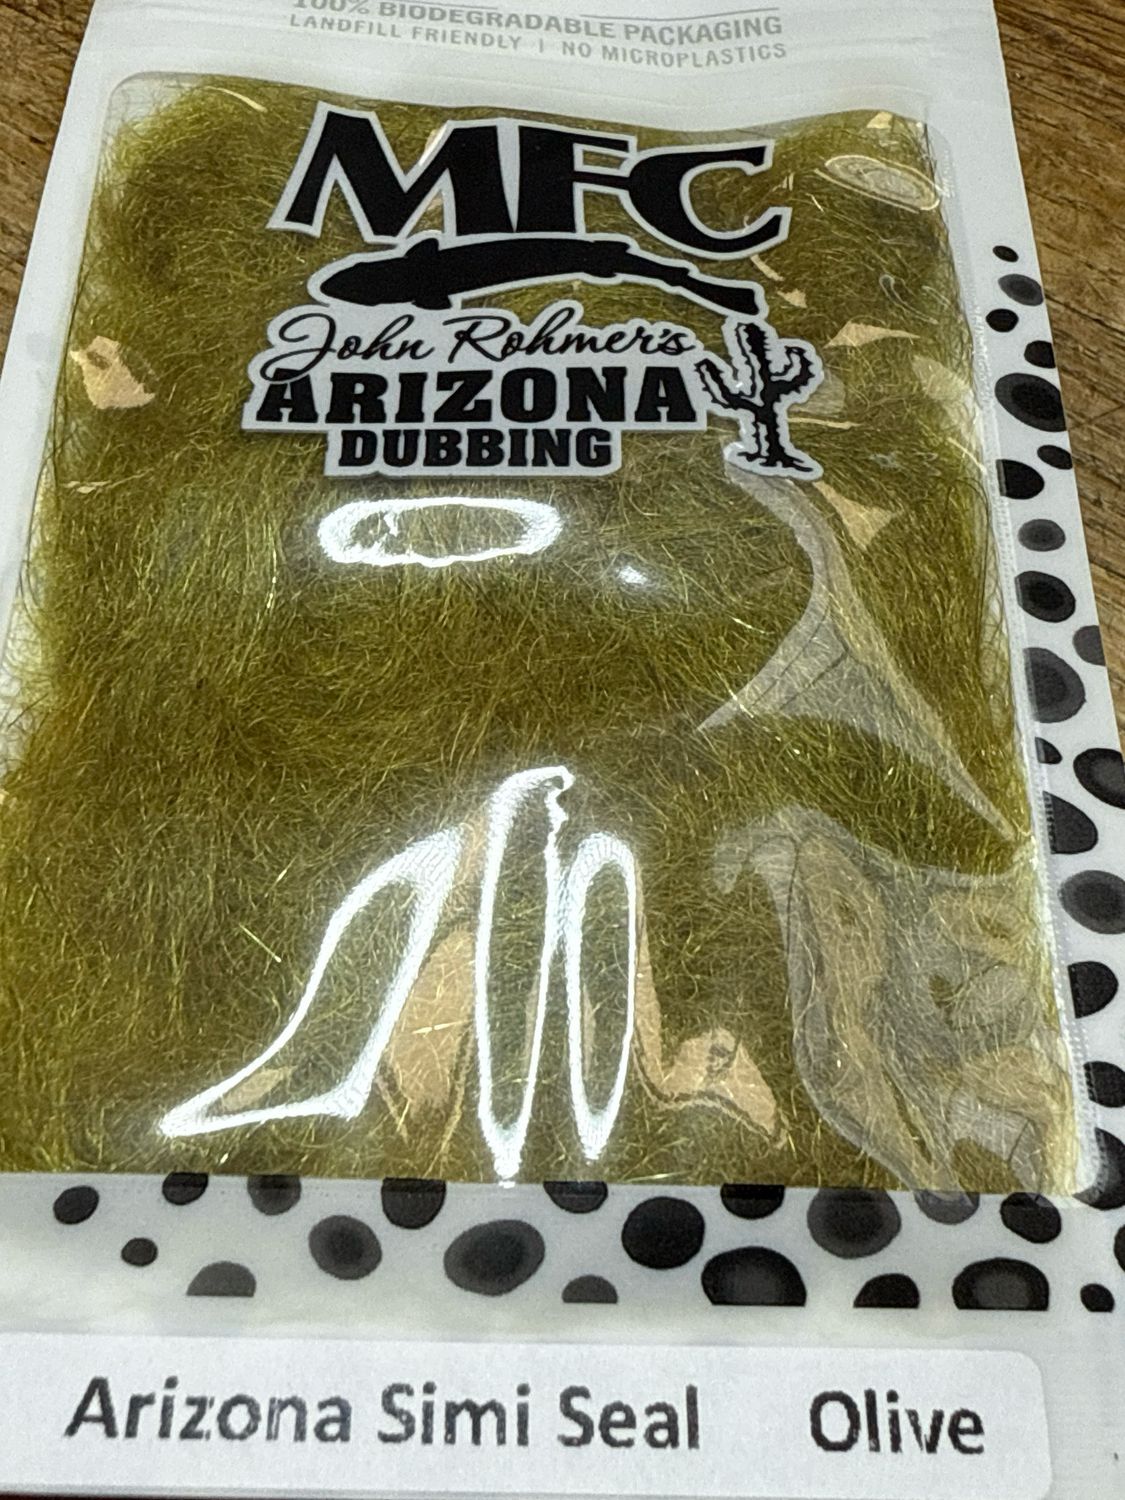 100% BIODEGRADABLE PACKAGING
LANDFILL FRIENDLY | NO MICROPLASTICS
MFC
John Rohmer's
ARIZONA
DUBBING
Arizona Simi Seal Olive